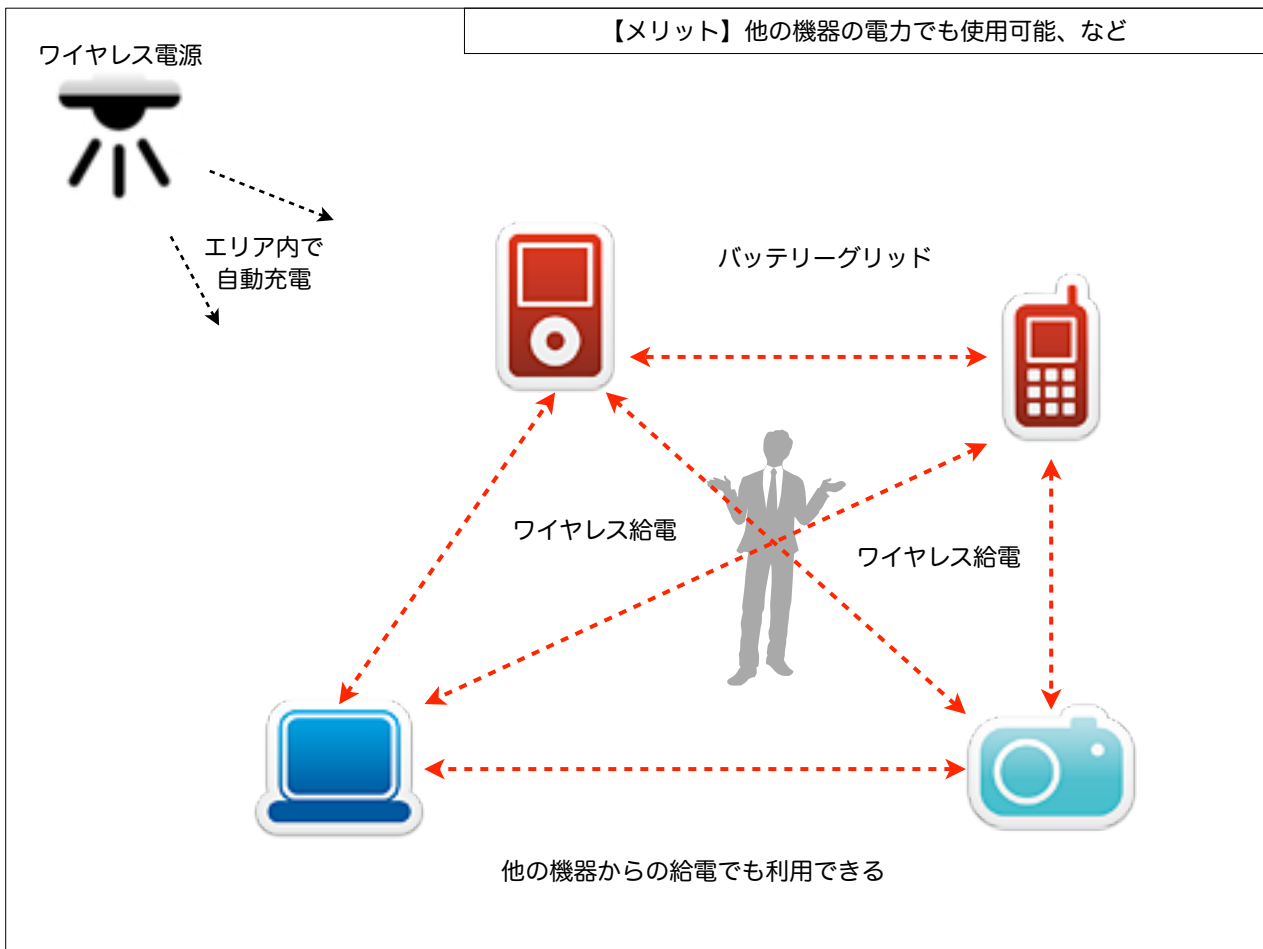 【メリット】他の機器の電力でも使用可能、など
ワイヤレス電源
エリア内で
自動充電
バッテリーグリッド
ワイヤレス給電
ワイヤレス給電
他の機器からの給電でも利用できる